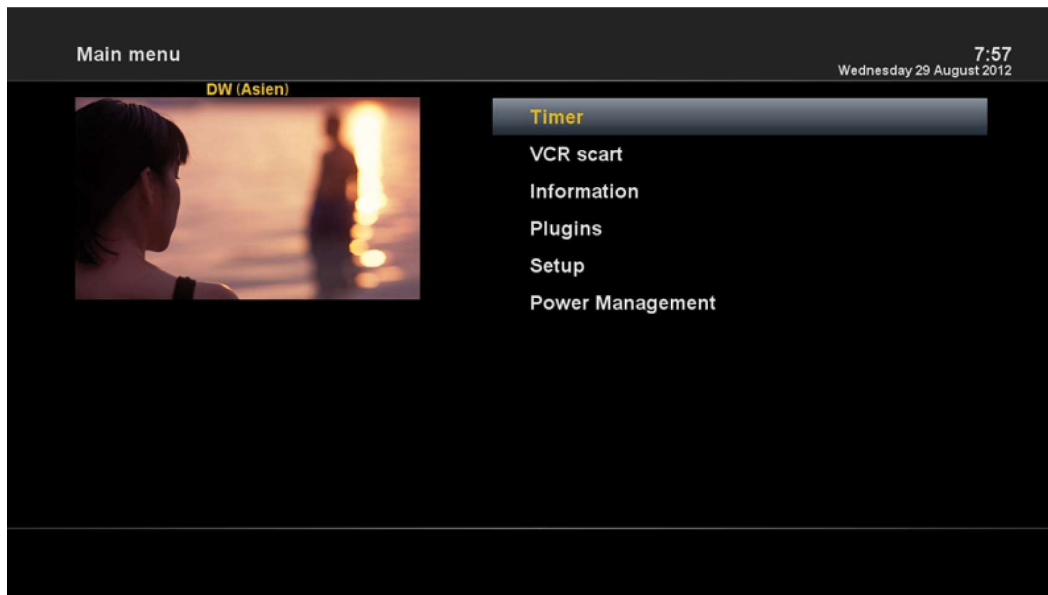 Main menu
7:57
Wednesday 29 August 2012
DW (Asien)
Timer
VCR scart
Information
Plugins
Setup
Power Management